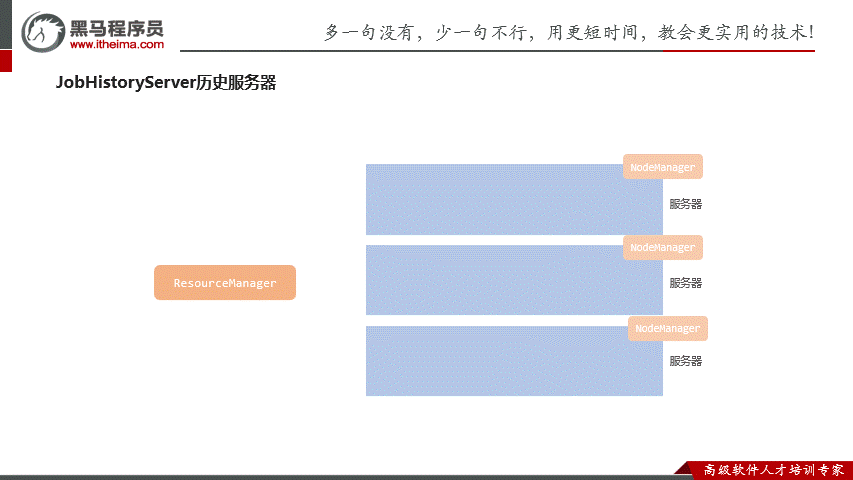 黑马程序员
www.itheima.com
多一句没有，少一句不行，用更短时间，教会更实用的技术！
JobHistoryServer历史服务器
NodeManager
服务器
NodeManager
ResourceManager
服务器
NodeManager
服务器
高级软件人才培训专家